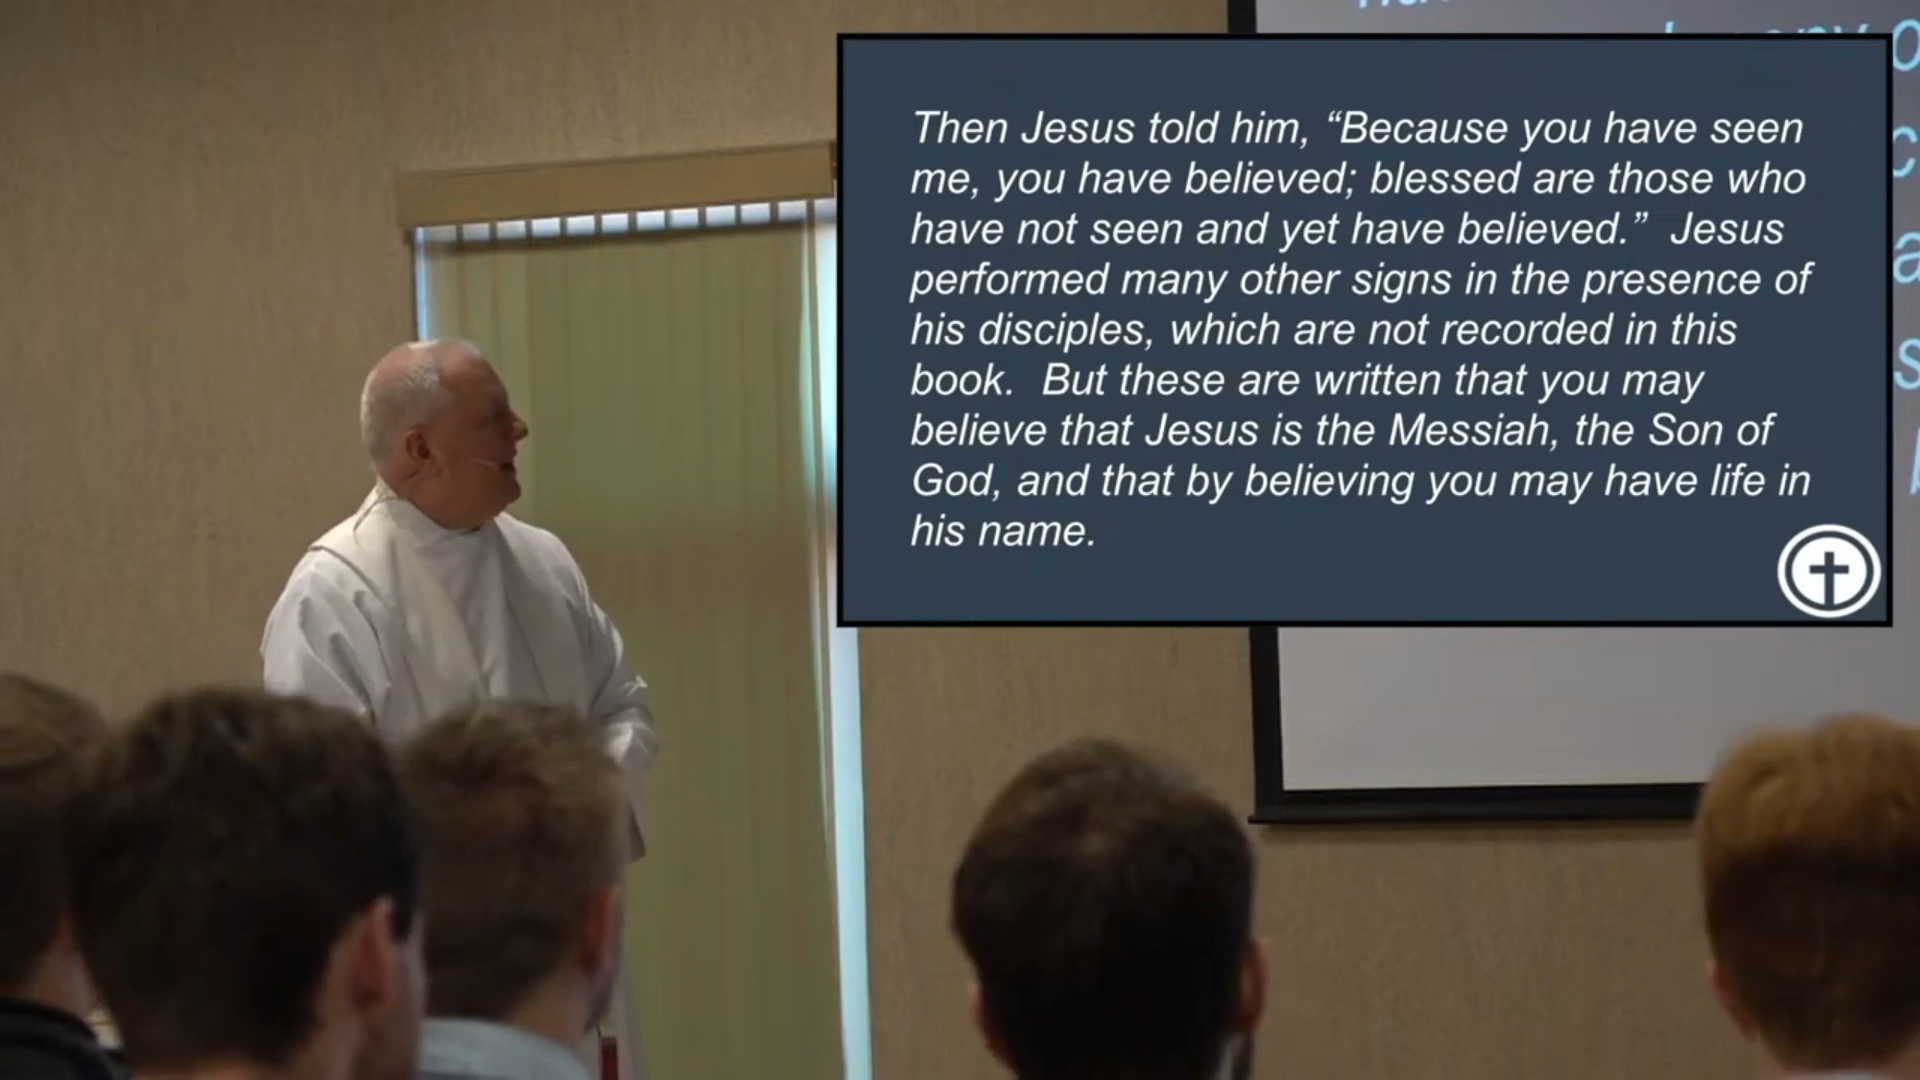 Then Jesus told him, “Because you have seen
me, you have believed; blessed are those who
have not seen and yet have believed.”  Jesus
performed many other signs in the presence of
his disciples, which are not recorded in this
book.  But these are written that you may
believe that Jesus is the Messiah, the Son of
God, and that by believing you may have life in
his name.